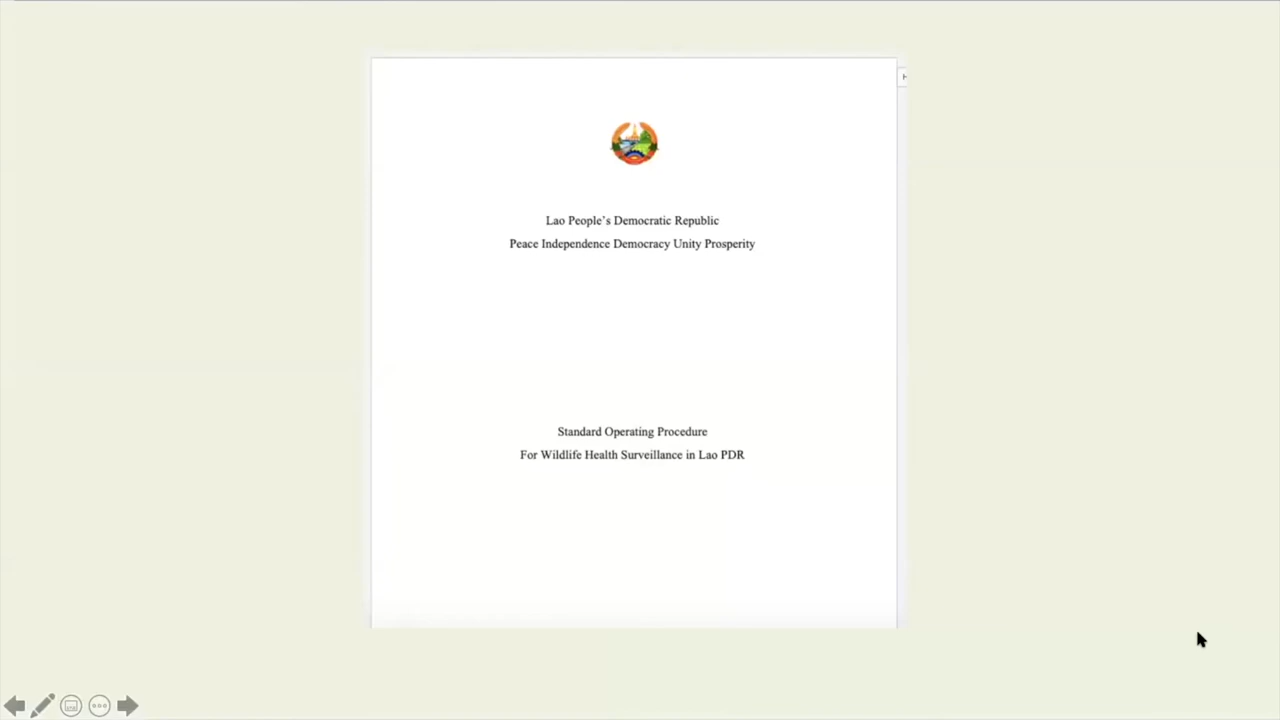 Lao People's Democratic Republic
Peace Independence Democracy Unity Prosperity
Standard Operating Procedure
For Wildlife Health Surveillance in Lao PDR